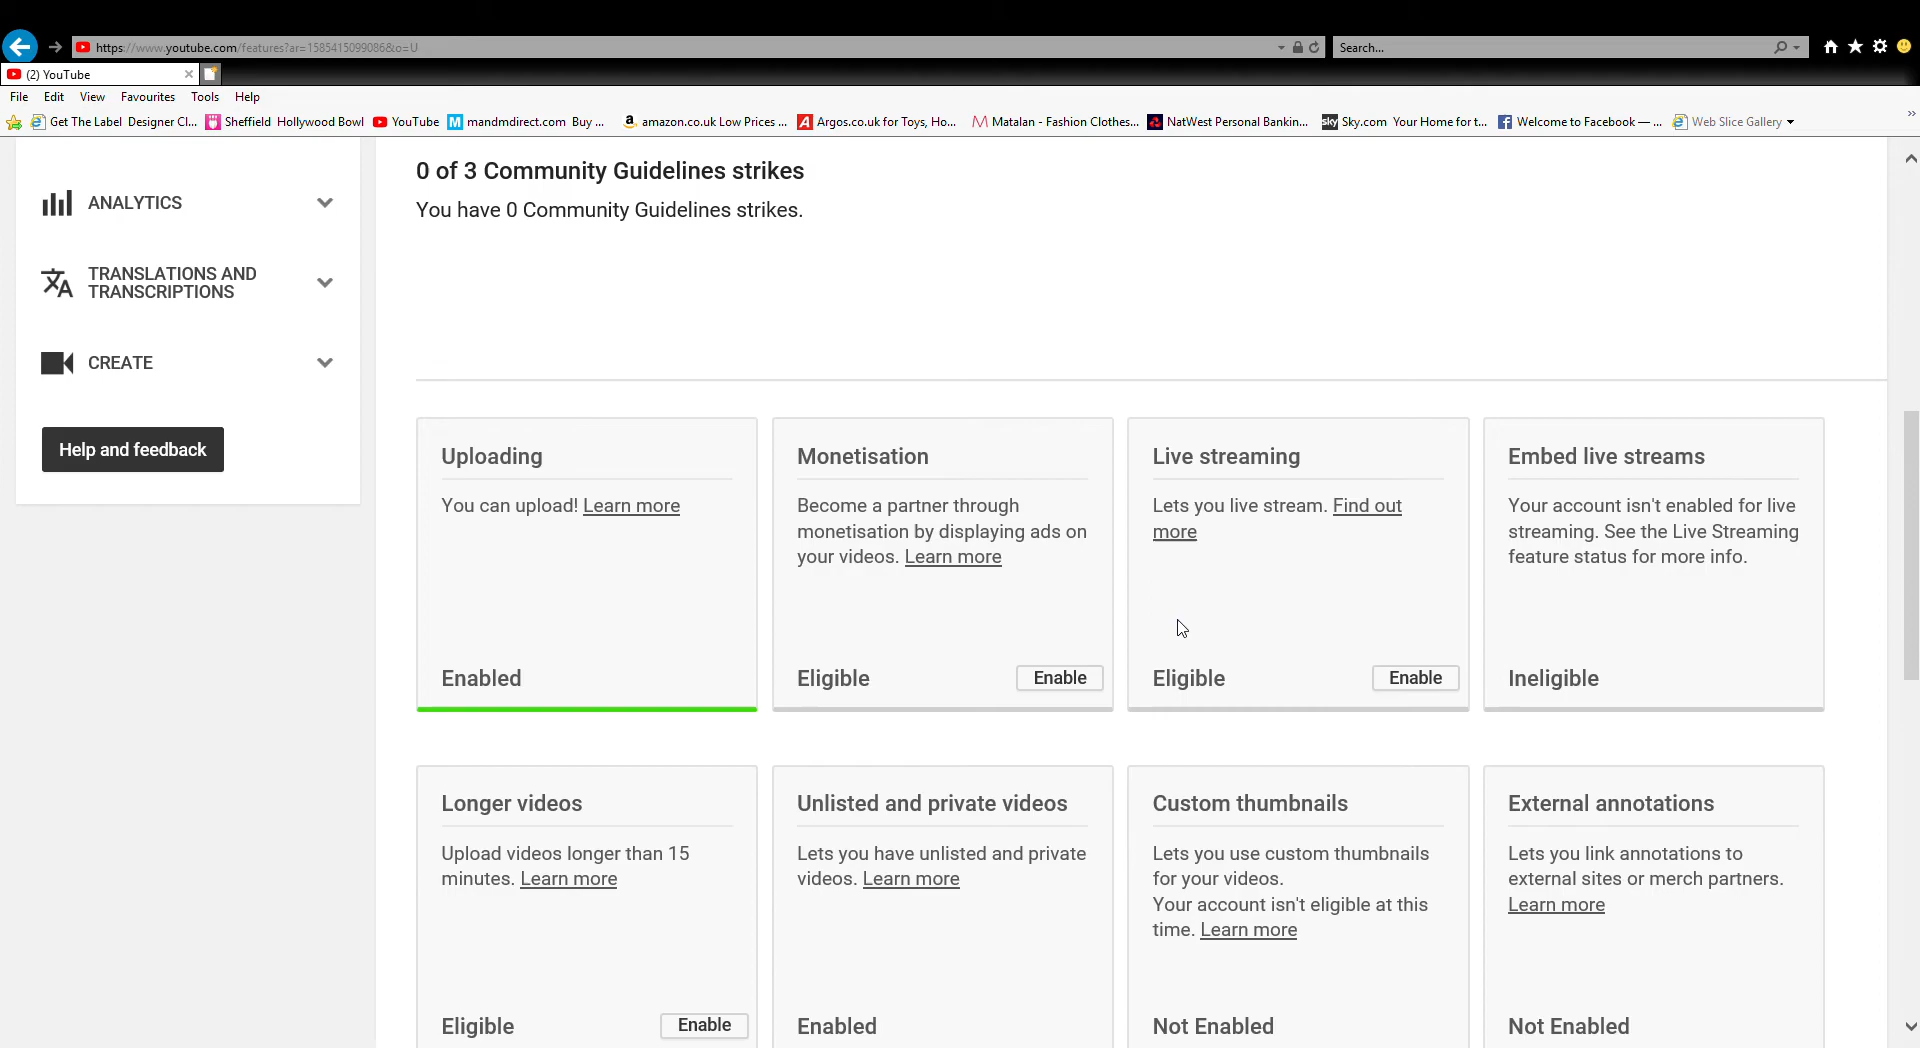 https://www.youtube.com/features?ar=1585415099086&o=U
Search...
(2) YouTube
File Edit View Favourites Tools Help
Get The Label Designer Cl... Sheffield Hollywood Bowl YouTube mandmdirect.com Buy ... amazon.co.uk Low Prices ... Argos.co.uk for Toys, Ho... Matalan - Fashion Clothes... NatWest Personal Bankin... sky Sky.com Your Home for t... Welcome to Facebook — ... Web Slice Gallery
ANALYTICS
TRANSLATIONS AND
TRANSCRIPTIONS
CREATE
Help and feedback
0 of 3 Community Guidelines strikes
You have 0 Community Guidelines strikes.
Uploading
You can upload! Learn more
Enabled
Monetisation
Become a partner through
monetisation by displaying ads on
your videos. Learn more
Eligible Enable
Live streaming
Lets you live stream. Find out
more
Eligible Enable
Embed live streams
Your account isn't enabled for live
streaming. See the Live Streaming
feature status for more info.
Ineligible
Longer videos
Upload videos longer than 15
minutes. Learn more
Eligible Enable
Unlisted and private videos
Lets you have unlisted and private
videos. Learn more
Enabled
Custom thumbnails
Lets you use custom thumbnails
for your videos.
Your account isn't eligible at this
time. Learn more
Not Enabled
External annotations
Lets you link annotations to
external sites or merch partners.
Learn more
Not Enabled